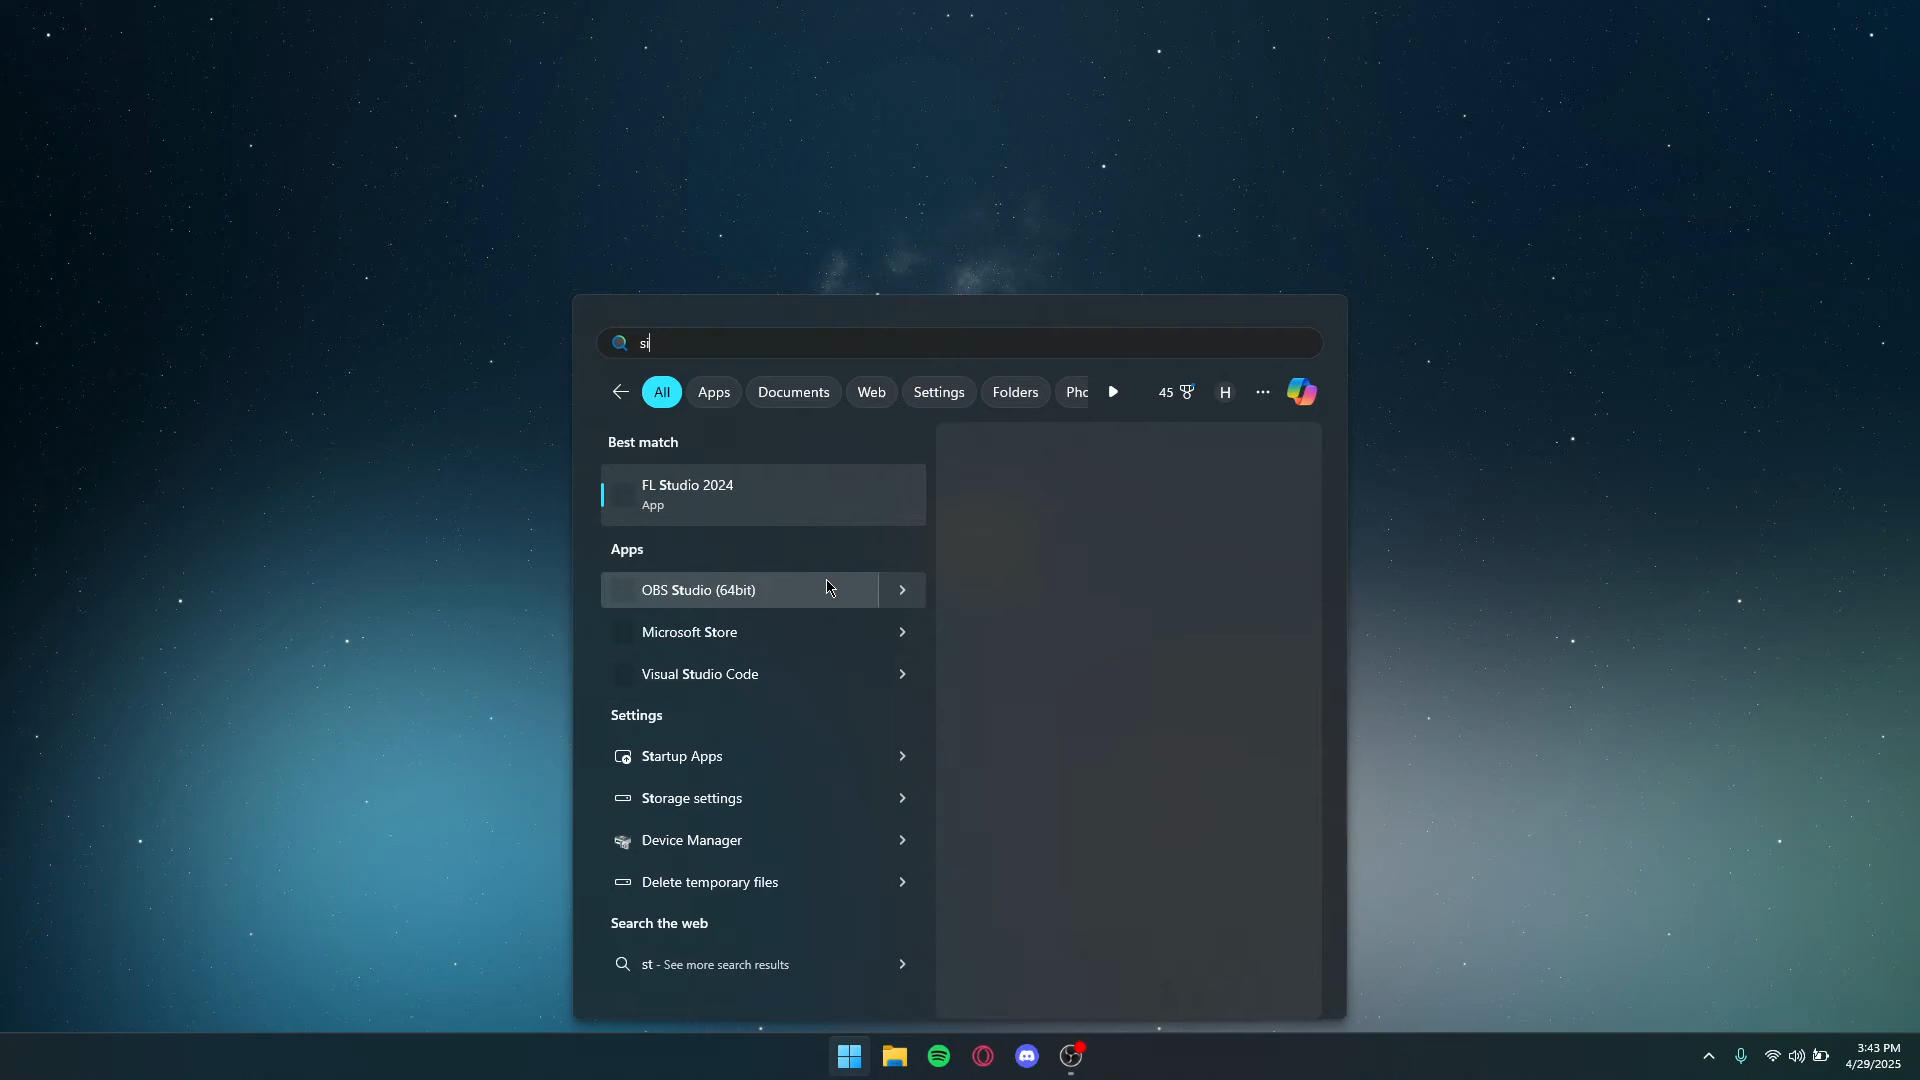 si
All Apps Documents Web Settings Folders Pho 45 H
Best match
FL Studio 2024
App
Apps
OBS Studio (64bit)
Microsoft Store
Visual Studio Code
Settings
Startup Apps
Storage settings
Device Manager
Delete temporary files
Search the web
st - See more search results
3:43 PM
4/29/2025